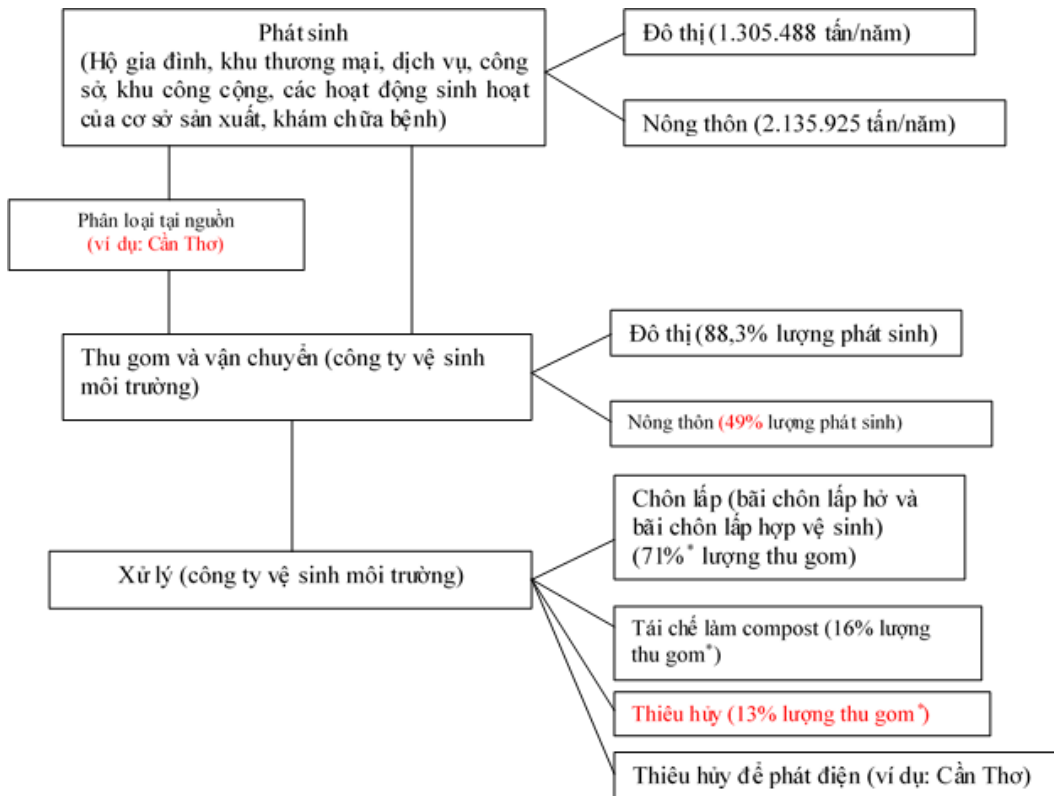 Phát sinh
(Hộ gia đình, khu thương mại, dịch vụ, công
sở, khu công cộng, các hoạt động sinh hoạt
của cơ sở sản xuất, khám chữa bệnh)
Đô thị (1.305.488 tấn/năm)
Nông thôn (2.135.925 tấn/năm)
Phân loại tại nguồn
(ví dụ: Cần Thơ)
Thu gom và vận chuyển (công ty vệ sinh
môi trường)
Đô thị (88,3% lượng phát sinh)
Nông thôn (49% lượng phát sinh)
Xử lý (công ty vệ sinh môi trường)
Chôn lấp (bãi chôn lấp hở và
bãi chôn lấp hợp vệ sinh)
(71%* lượng thu gom)
Tái chế làm compost (16% lượng
thu gom*)
Thiêu hủy (13% lượng thu gom*)
Thiêu hủy để phát điện (ví dụ: Cần Thơ)